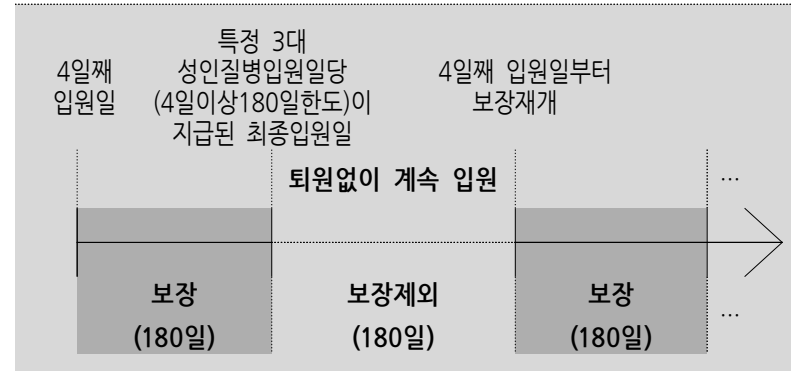 4일째
입원일
특정 3대
성인질병입원일당
(4일이상180일한도)이
지급된 최종입원일
4일째 입원일부터
보장재개
퇴원없이 계속 입원
...
보장
(180일)
보장제외
(180일)
보장
(180일)
...